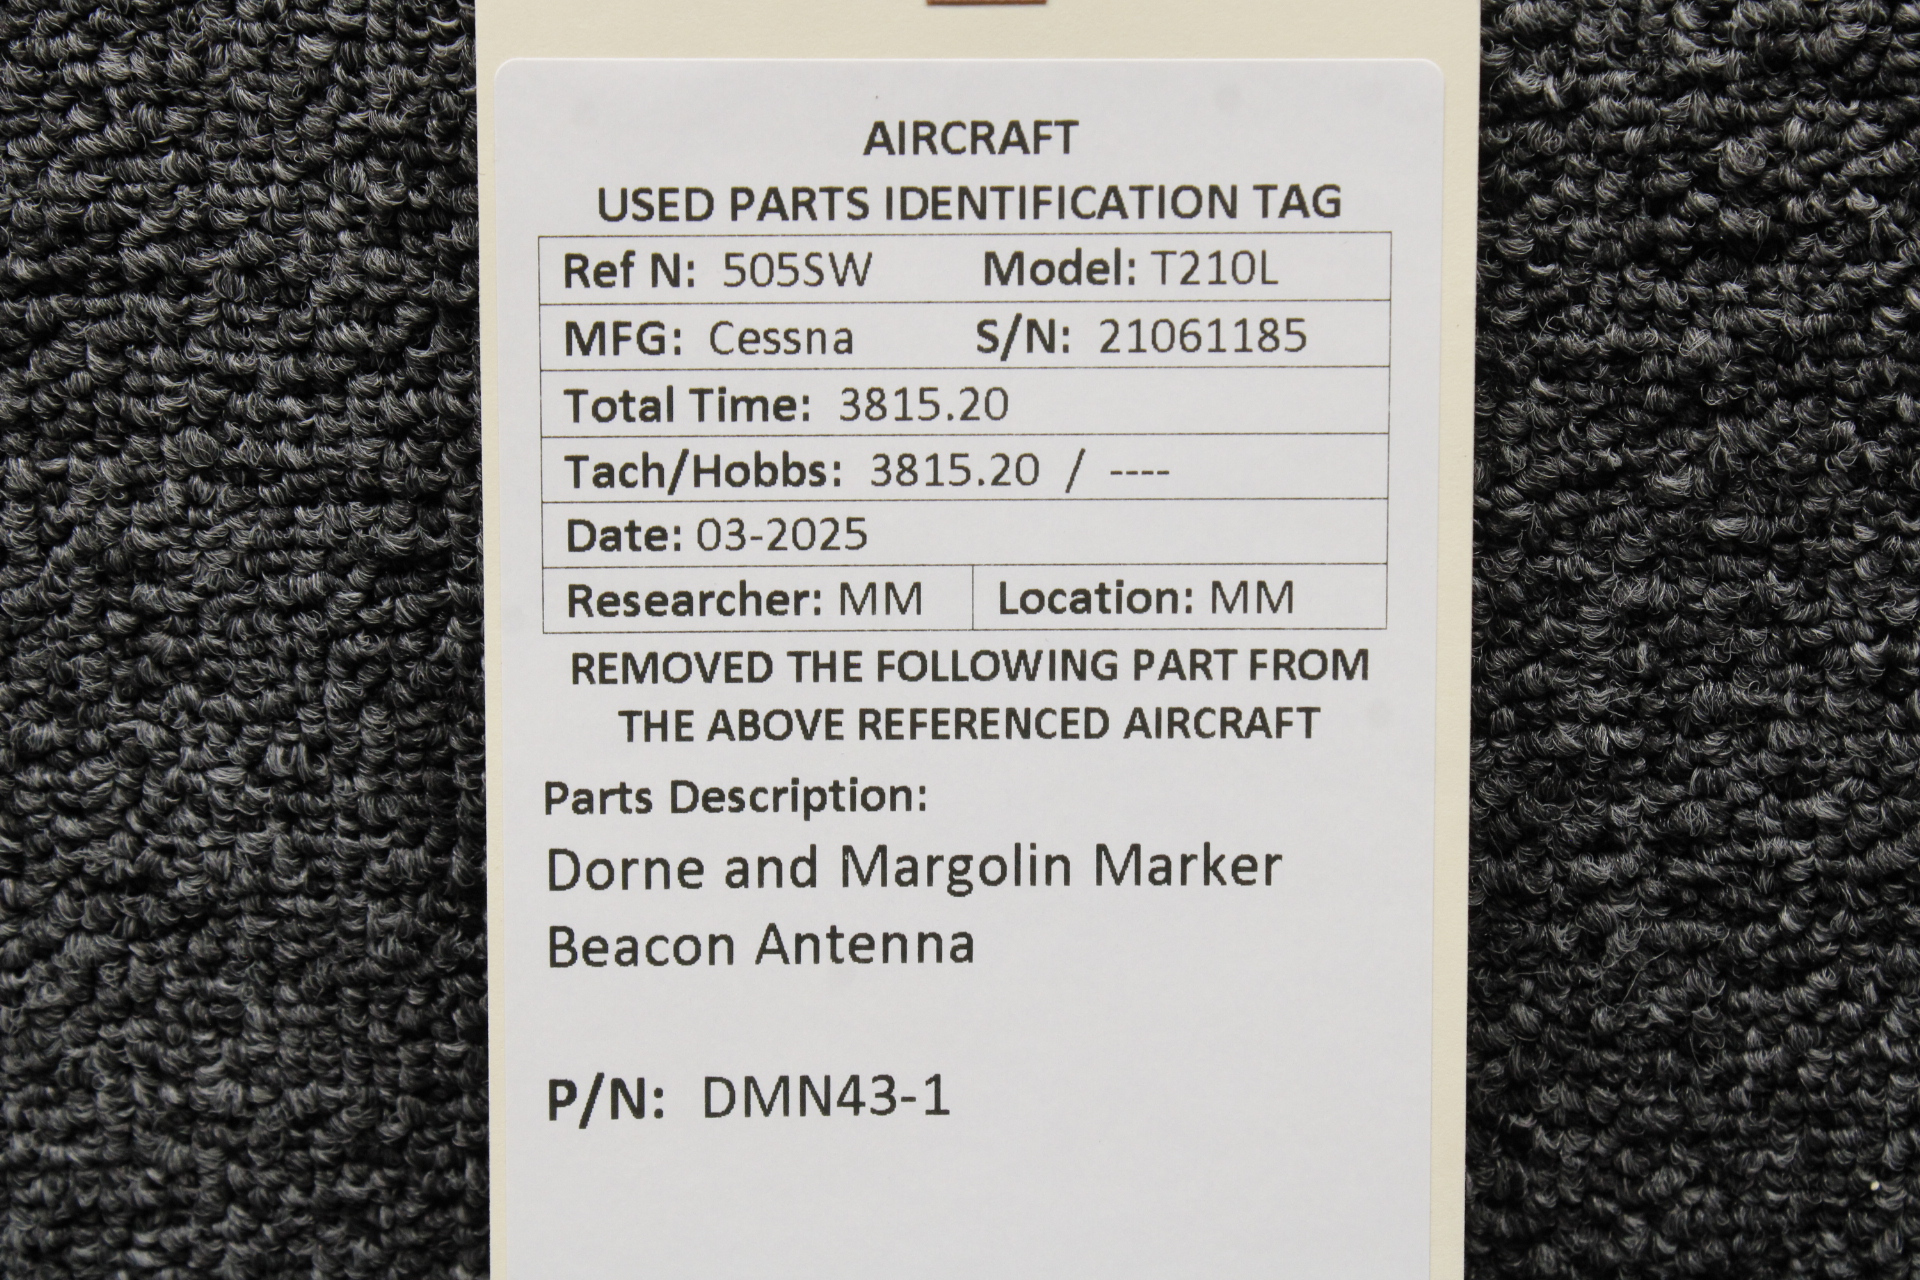 AIRCRAFT
USED PARTS IDENTIFICATION TAG
Ref N: 505SW Model: T210L
MFG: Cessna S/N: 21061185
Total Time: 3815.20
Tach/Hobbs: 3815.20 / ----
Date: 03-2025
Researcher: MM Location: MM
REMOVED THE FOLLOWING PART FROM
THE ABOVE REFERENCED AIRCRAFT
Parts Description:
Dorne and Margolin Marker
Beacon Antenna
P/N: DMN43-1